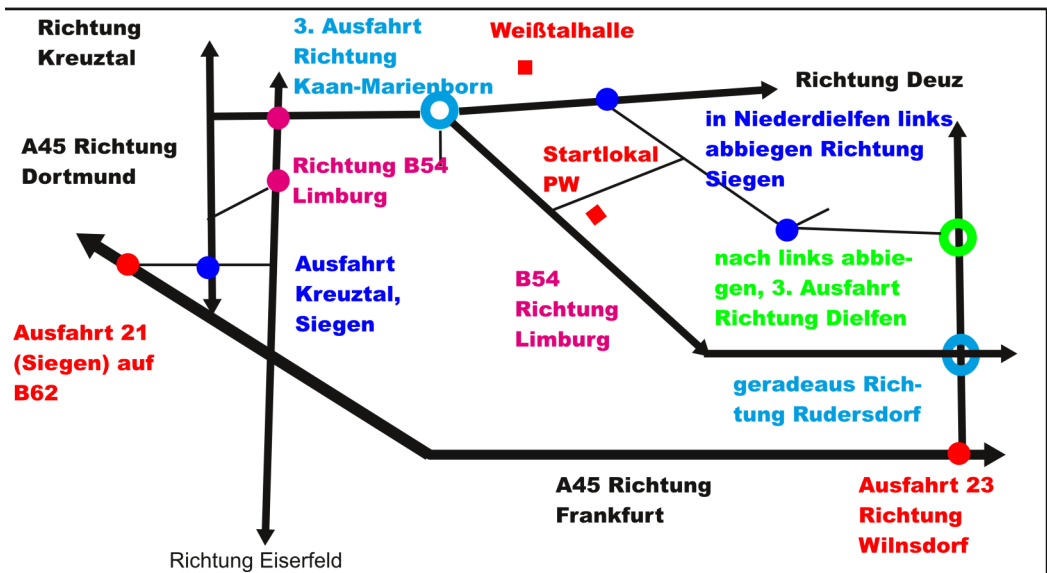 Richtung
Kreuztal
3. Ausfahrt
Richtung
Kaan-Marienborn
Weißtalhalle
Richtung Deuz
in Niederdielfen links
abbiegen Richtung
Siegen
A45 Richtung
Dortmund
Richtung B54
Limburg
Startlokal
PW
Ausfahrt
Kreuztal,
Siegen
B54
Richtung
Limburg
nach links abbie-
gen, 3. Ausfahrt
Richtung Dielfen
Ausfahrt 21
(Siegen) auf
B62
geradeaus Rich-
tung Rudersdorf
A45 Richtung
Frankfurt
Ausfahrt 23
Richtung
Wilnsdorf
Richtung Eiserfeld